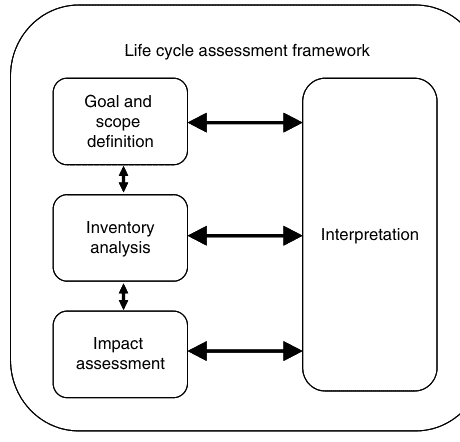 Life cycle assessment framework
Goal and
scope
definition
Inventory
analysis
Interpretation
Impact
assessment